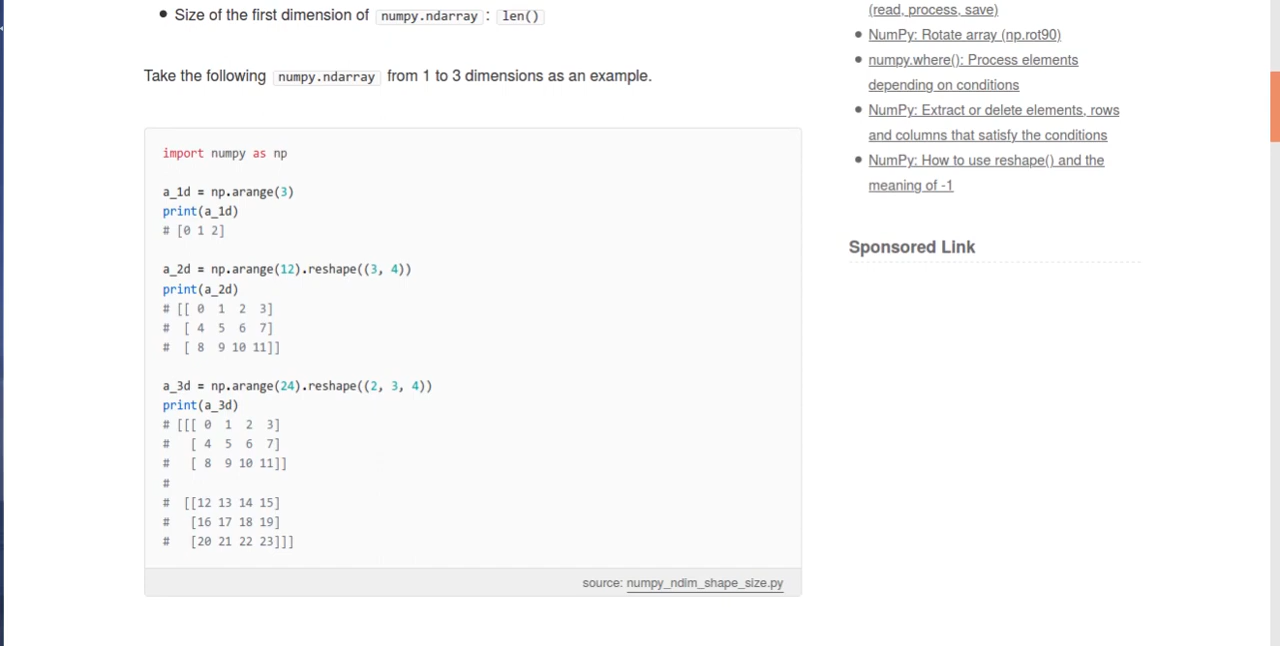 Size of the first dimension of numpy.ndarray : len()
Take the following numpy.ndarray from 1 to 3 dimensions as an example.
import numpy as np
a_1d = np.arange(3)
print(a_1d)
# [0 1 2]
a_2d = np.arange(12).reshape((3, 4))
print(a_2d)
# [[ 0  1  2  3]
#  [ 4  5  6  7]
#  [ 8  9 10 11]]
a_3d = np.arange(24).reshape((2, 3, 4))
print(a_3d)
# [[[ 0  1  2  3]
#   [ 4  5  6  7]
#   [ 8  9 10 11]]
#
#  [[12 13 14 15]
#   [16 17 18 19]
#   [20 21 22 23]]]
source: numpy_ndim_shape_size.py
(read, process, save)
NumPy: Rotate array (np.rot90)
numpy.where(): Process elements
depending on conditions
NumPy: Extract or delete elements, rows
and columns that satisfy the conditions
NumPy: How to use reshape() and the
meaning of -1
Sponsored Link